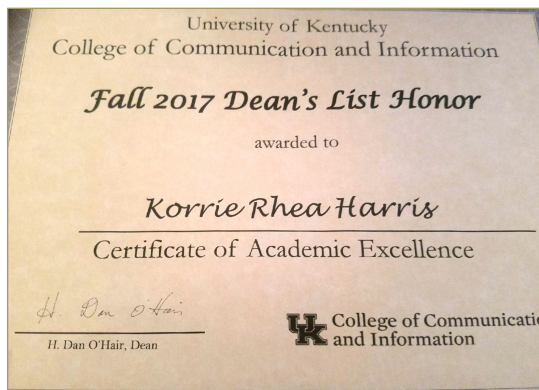 University of Kentucky
College of Communication and Information
Fall 2017 Dean's List Honor
awarded to
Korrie Rhea Harris
Certificate of Academic Excellence
H. Dan O'Hair
H. Dan O'Hair, Dean
UK
College of Communicati
and Information